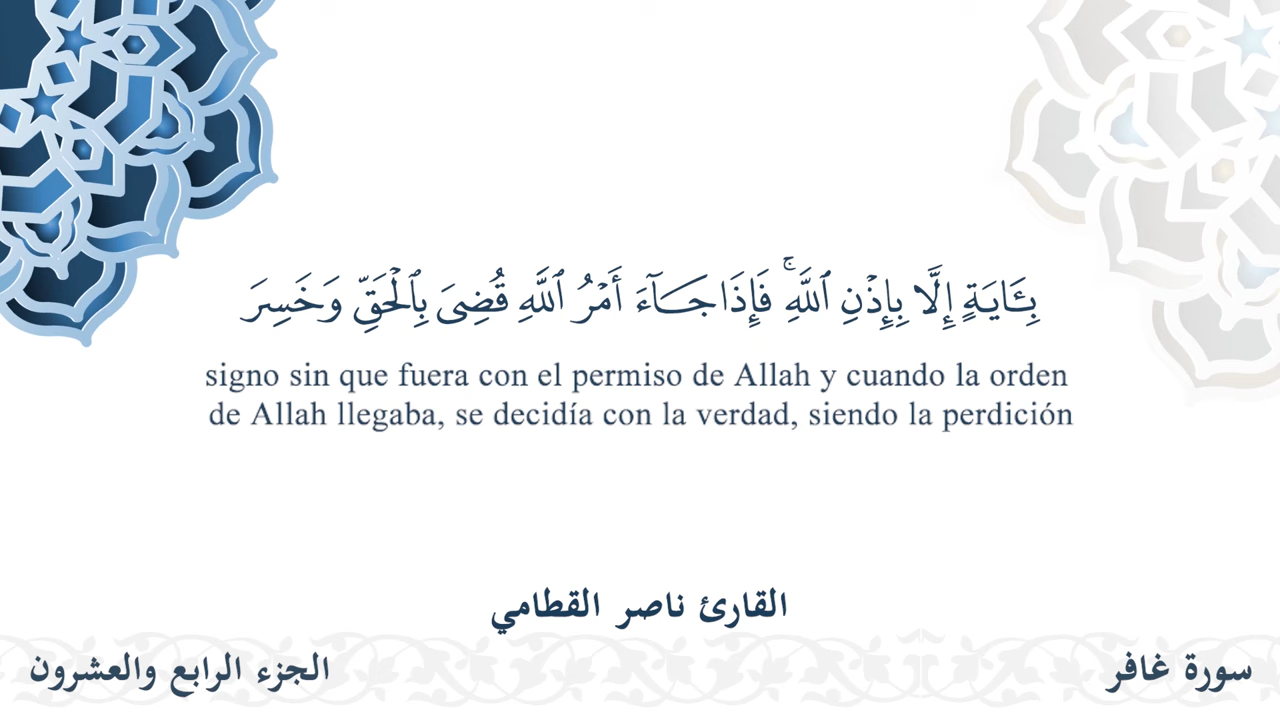 بِـَٔايَةٍ إِلَّا بِإِذْنِ ٱللَّهِ ۚ فَإِذَا جَآءَ أَمْرُ ٱللَّهِ قُضِىَ بِٱلْحَقِّ وَخَسِرَ
signo sin que fuera con el permiso de Allah y cuando la orden
de Allah llegaba, se decidía con la verdad, siendo la perdición
القارئ ناصر القطامي
سورة غافر
الجزء الرابع والعشرون